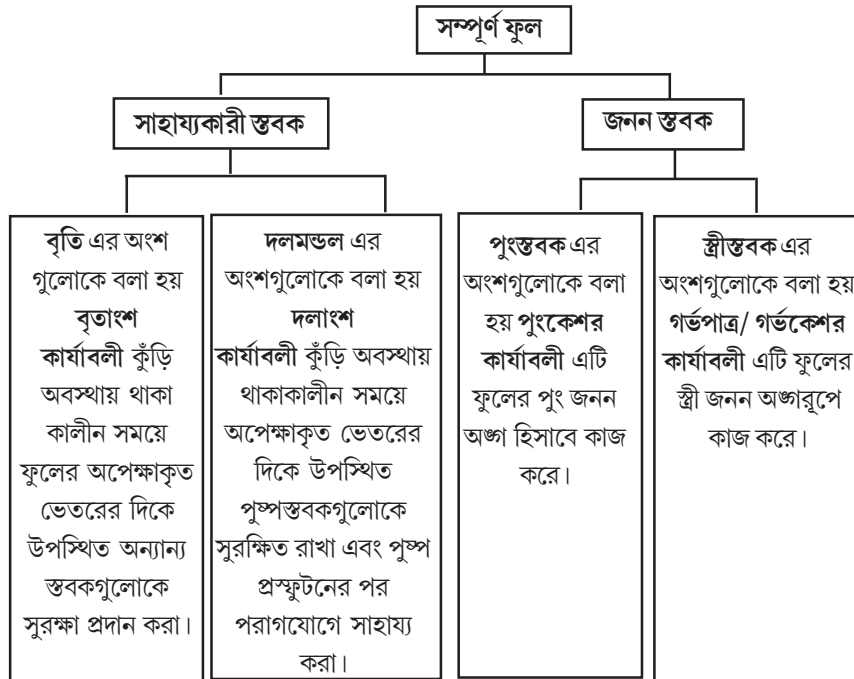 সম্পূর্ণ ফুল
সাহায্যকারী স্তবক
জনন স্তবক
বৃতি এর অংশ
গুলোকে বলা হয়
বৃতাংশ
কার্যাবলী কুঁড়ি
অবস্থায় থাকা
কালীন সময়ে
ফুলের অপেক্ষাকৃত
ভেতরের দিকে
উপস্থিত অন্যান্য
স্তবকগুলোকে
সুরক্ষা প্রদান করা।
দলমন্ডল এর
অংশগুলোকে বলা হয়
দলাংশ
কার্যাবলী কুঁড়ি অবস্থায়
থাকাকালীন সময়ে
অপেক্ষাকৃত ভেতরের
দিকে উপস্থিত
পুষ্পস্তবকগুলোকে
সুরক্ষিত রাখা এবং পুষ্প
প্রস্ফুটনের পর
পরাগযোগে সাহায্য
করা।
পুংস্তবক এর
অংশগুলোকে বলা
হয় পুংকেশর
কার্যাবলী এটি
ফুলের পুং জনন
অঙ্গ হিসাবে কাজ
করে।
স্ত্রীস্তবক এর
অংশগুলোকে বলা হয়
গর্ভপাত্র/ গর্ভকেশর
কার্যাবলী এটি ফুলের
স্ত্রী জনন অঙ্গরূপে
কাজ করে।